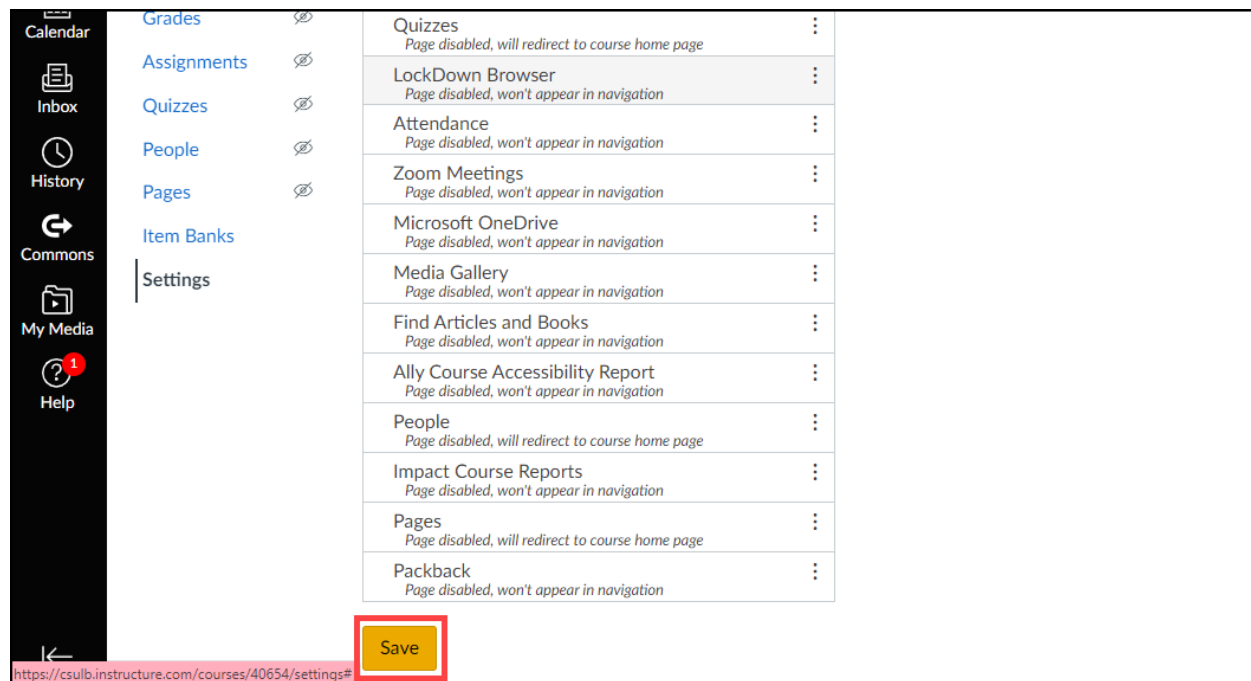 Calendar
Inbox
History
Commons
My Media
1
Help
Grades
Assignments
Quizzes
People
Pages
Item Banks
Settings
Quizzes
Page disabled, will redirect to course home page
LockDown Browser
Page disabled, won't appear in navigation
Attendance
Page disabled, won't appear in navigation
Zoom Meetings
Page disabled, won't appear in navigation
Microsoft OneDrive
Page disabled, won't appear in navigation
Media Gallery
Page disabled, won't appear in navigation
Find Articles and Books
Page disabled, won't appear in navigation
Ally Course Accessibility Report
Page disabled, won't appear in navigation
People
Page disabled, will redirect to course home page
Impact Course Reports
Page disabled, won't appear in navigation
Pages
Page disabled, will redirect to course home page
Packback
Page disabled, won't appear in navigation
Save
https://csulb.instructure.com/courses/40654/settings#